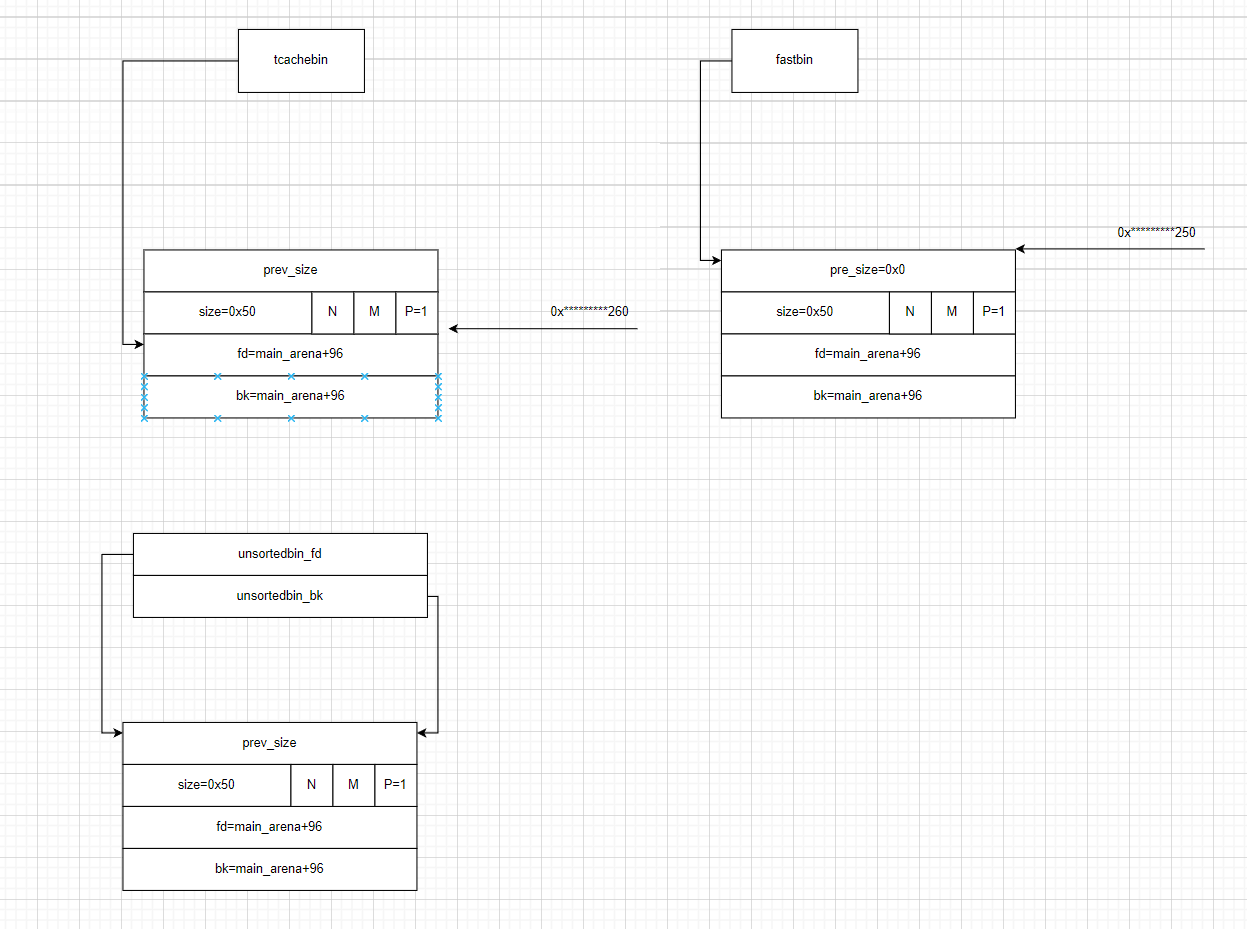 tcachebin
fastbin
0x*********250
prev_size
pre_size=0x0
size=0x50 N M P=1
0x*********260
size=0x50 N M P=1
fd=main_arena+96
fd=main_arena+96
bk=main_arena+96
bk=main_arena+96
unsortedbin_fd
unsortedbin_bk
prev_size
size=0x50 N M P=1
fd=main_arena+96
bk=main_arena+96